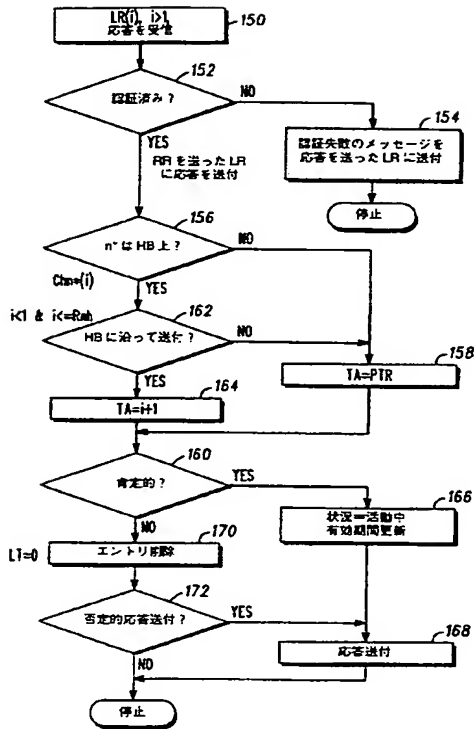 LR(i), i>1,
応答を受信
150
152
認証済み？
NO
YES
154
認証失敗のメッセージを
応答を送ったLRに送付
RRを送ったLR
に応答を送付
停止
156
n*はHB上？
NO
Chn*(i)
YES
162
i<1 & i<=Rmh
HBに沿って送付？
NO
YES
158
TA=PTR
164
TA=i+1
160
肯定的？
YES
NO
166
状況＝活動中
有効期間更新
170
LT=0
エントリ削除
172
否定的応答送付？
YES
NO
168
応答送付
停止